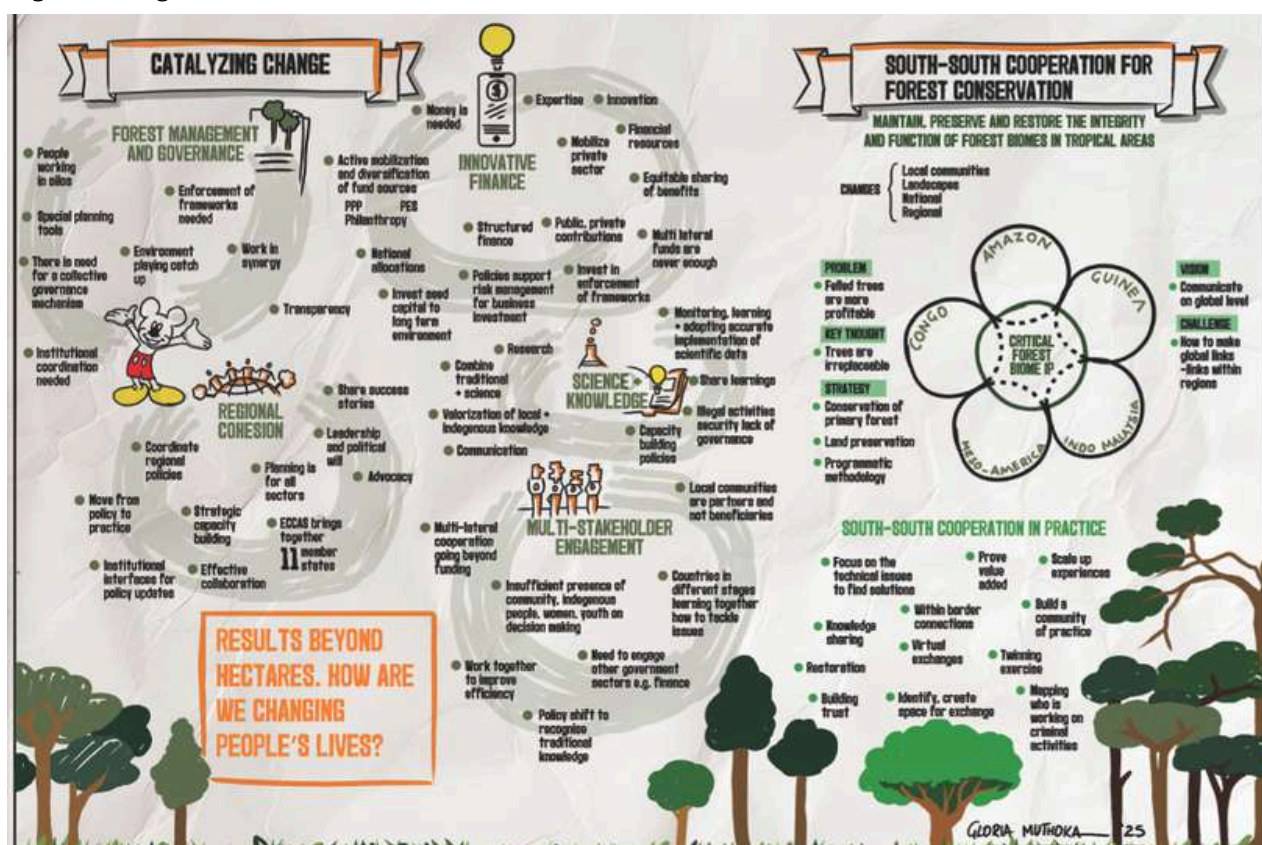 CATALYZING CHANGE
FOREST MANAGEMENT
AND GOVERNANCE
People
working
in silos
Enforcement of
frameworks
needed
Special planning
tools
Environment
playing catch
up
Work in
synergy
There is need
for a collective
governance
mechanism
Transparency
Institutional
coordination
needed
INNOVATIVE
FINANCE
Money is
needed
Expertise
Innovation
Financial
resources
Mobilize
private
sector
Active mobilization
and diversification
of fund sources
PPP PES
Philanthropy
Equitable sharing
of benefits
Structured
finance
Public, private
contributions
Multi lateral
funds are
never enough
National
allocations
Policies support
risk management
for business
investment
Invest in
enforcement
of frameworks
Invest seed
capital to
long term
environment
SCIENCE +
KNOWLEDGE
Monitoring, learning
+ adopting accurate
implementation of
scientific data
Research
Combine
traditional
+ science
Share learnings
Valorization of local +
indigenous knowledge
Illegal activities
security lack of
governance
Capacity
building
policies
Communication
REGIONAL
COHESION
Share success
stories
Leadership
and political
will
Advocacy
Coordinate
regional
policies
Planning is
for all
sectors
Move from
policy to
practice
Strategic
capacity
building
ECCAS brings
together
11 member
states
Institutional
interfaces for
policy updates
Effective
collaboration
MULTI-STAKEHOLDER
ENGAGEMENT
Local communities
are partners and
not beneficiaries
Multi-lateral
cooperation
going beyond
funding
Insufficient presence of
community, indigenous
people, women, youth on
decision making
Countries in
different stages
learning together
how to tackle
issues
Work together
to improve
efficiency
Need to engage
other government
sectors e.g. finance
Policy shift to
recognise
traditional
knowledge
RESULTS BEYOND
HECTARES. HOW ARE
WE CHANGING
PEOPLE'S LIVES?
SOUTH-SOUTH COOPERATION FOR
FOREST CONSERVATION
MAINTAIN, PRESERVE AND RESTORE THE INTEGRITY
AND FUNCTION OF FOREST BIOMES IN TROPICAL AREAS
CHANGES
Local communities
Landscapes
National
Regional
PROBLEM
Felled trees
are more
profitable
KEY THOUGHT
Trees are
irreplaceable
STRATEGY
Conservation of
primary forest
Land preservation
Programmatic
methodology
AMAZON
GUINEA
CONGO
MESO-AMERICA
INDO MALAYSIA
CRITICAL
FOREST
BIOME IP
VISION
Communicate
on global level
CHALLENGE
How to make
global links
-links within
regions
SOUTH-SOUTH COOPERATION IN PRACTICE
Focus on the
technical issues
to find solutions
Prove
value
added
Scale up
experiences
Within border
connections
Build a
community
of practice
Knowledge
sharing
Virtual
exchanges
Twinning
exercise
Restoration
Building
trust
Identify, create
space for exchange
Mapping
who is
working on
criminal
activities
GLORIA MUTHOKA '25